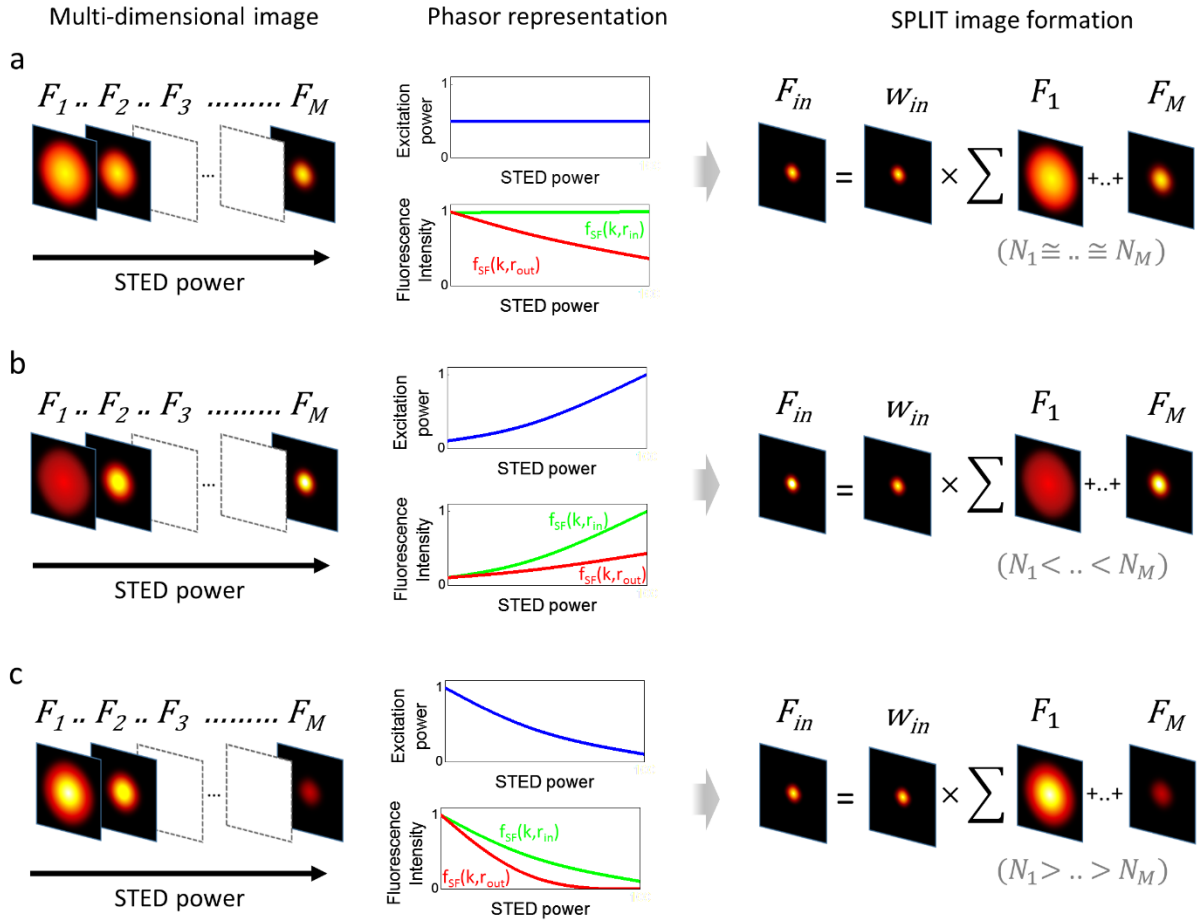 Multi-dimensional image
Phasor representation
SPLIT image formation
a
F1 .. F2 .. F3 ......... FM
...
STED power
Excitation power
1
0
STED power
Fluorescence Intensity
1
0
fSF(k,rin)
fSF(k,rout)
STED power
Fin
win
F1
FM
= × ∑ +..+
(N1 ≅ .. ≅ NM)
b
F1 .. F2 .. F3 ......... FM
...
STED power
Excitation power
1
0
STED power
Fluorescence Intensity
1
0
fSF(k,rin)
fSF(k,rout)
STED power
Fin
win
F1
FM
= × ∑ +..+
(N1 < .. < NM)
c
F1 .. F2 .. F3 ......... FM
...
STED power
Excitation power
1
0
STED power
Fluorescence Intensity
1
0
fSF(k,rin)
fSF(k,rout)
STED power
Fin
win
F1
FM
= × ∑ +..+
(N1 > .. > NM)